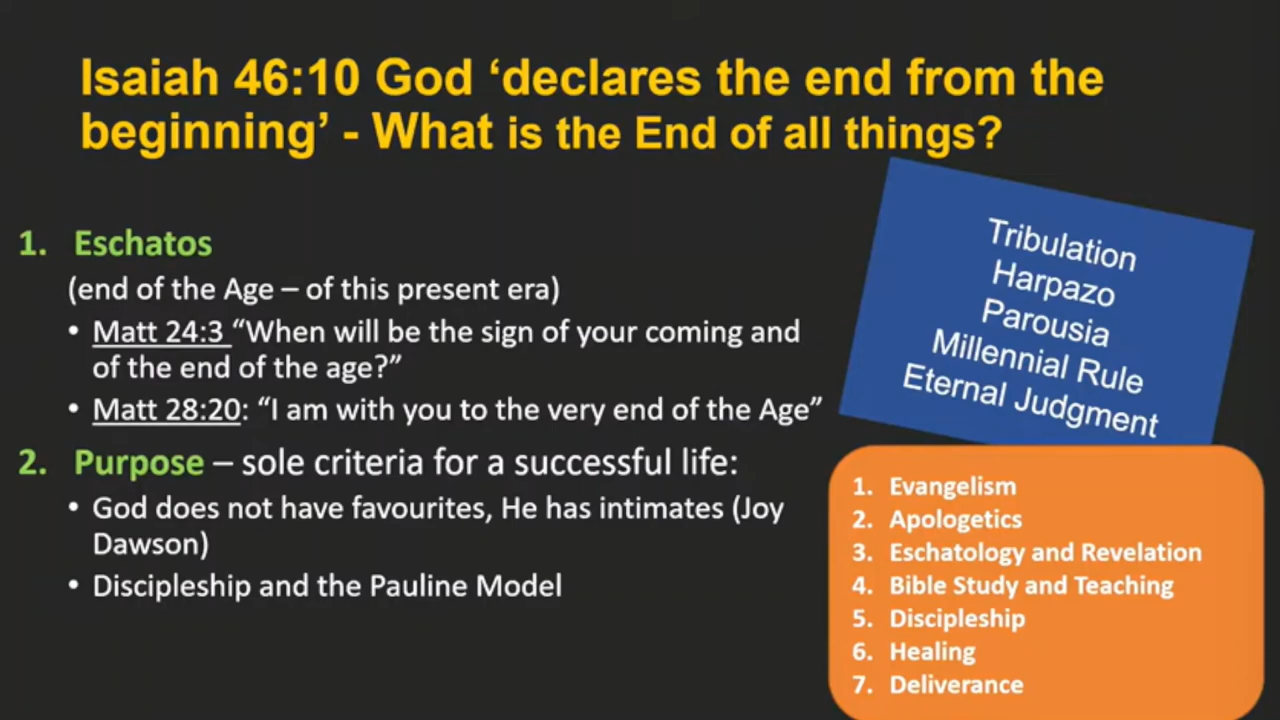 Isaiah 46:10 God ‘declares the end from the
beginning’ - What is the End of all things?
1. Eschatos
(end of the Age – of this present era)
• Matt 24:3 “When will be the sign of your coming and
of the end of the age?”
• Matt 28:20: “I am with you to the very end of the Age”
2. Purpose – sole criteria for a successful life:
• God does not have favourites, He has intimates (Joy
Dawson)
• Discipleship and the Pauline Model
Tribulation
Harpazo
Parousia
Millennial Rule
Eternal Judgment
1. Evangelism
2. Apologetics
3. Eschatology and Revelation
4. Bible Study and Teaching
5. Discipleship
6. Healing
7. Deliverance